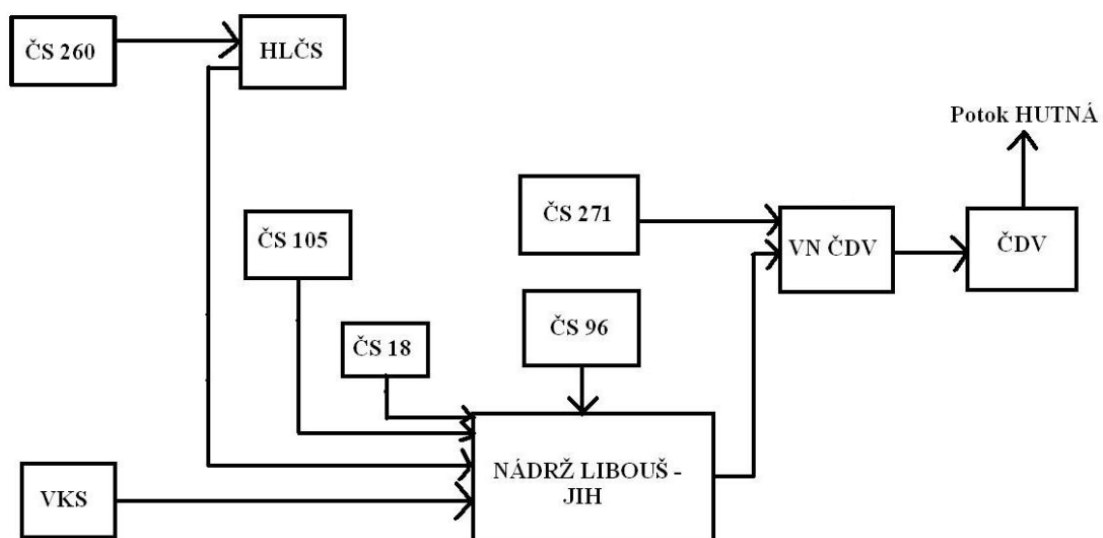 ČS 260
HLČS
Potok HUTNÁ
ČS 271
ČS 105
VN ČDV
ČDV
ČS 96
ČS 18
NÁDRŽ LIBOUŠ -
JIH
VKS